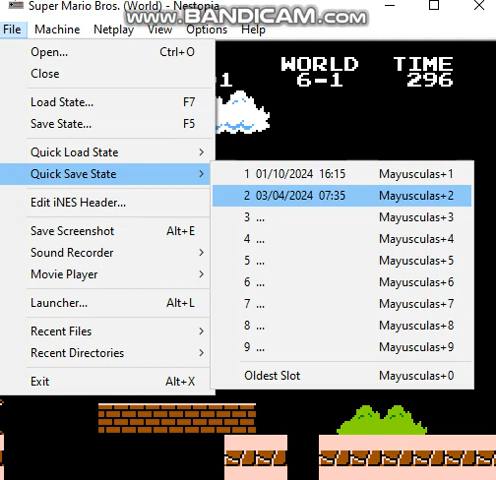 Super Mario Bros. (World) - Nestopia
www.BANDICAM.com
File Machine Netplay View Options Help
Open... Ctrl+O
Close
Load State... F7
Save State... F5
Quick Load State
Quick Save State
Edit iNES Header...
Save Screenshot Alt+E
Sound Recorder
Movie Player
Launcher... Alt+L
Recent Files
Recent Directories
Exit Alt+X
1 01/10/2024 16:15 Mayusculas+1
2 03/04/2024 07:35 Mayusculas+2
3 ... Mayusculas+3
4 ... Mayusculas+4
5 ... Mayusculas+5
6 ... Mayusculas+6
7 ... Mayusculas+7
8 ... Mayusculas+8
9 ... Mayusculas+9
Oldest Slot Mayusculas+0
WORLD TIME
1 6-1 296